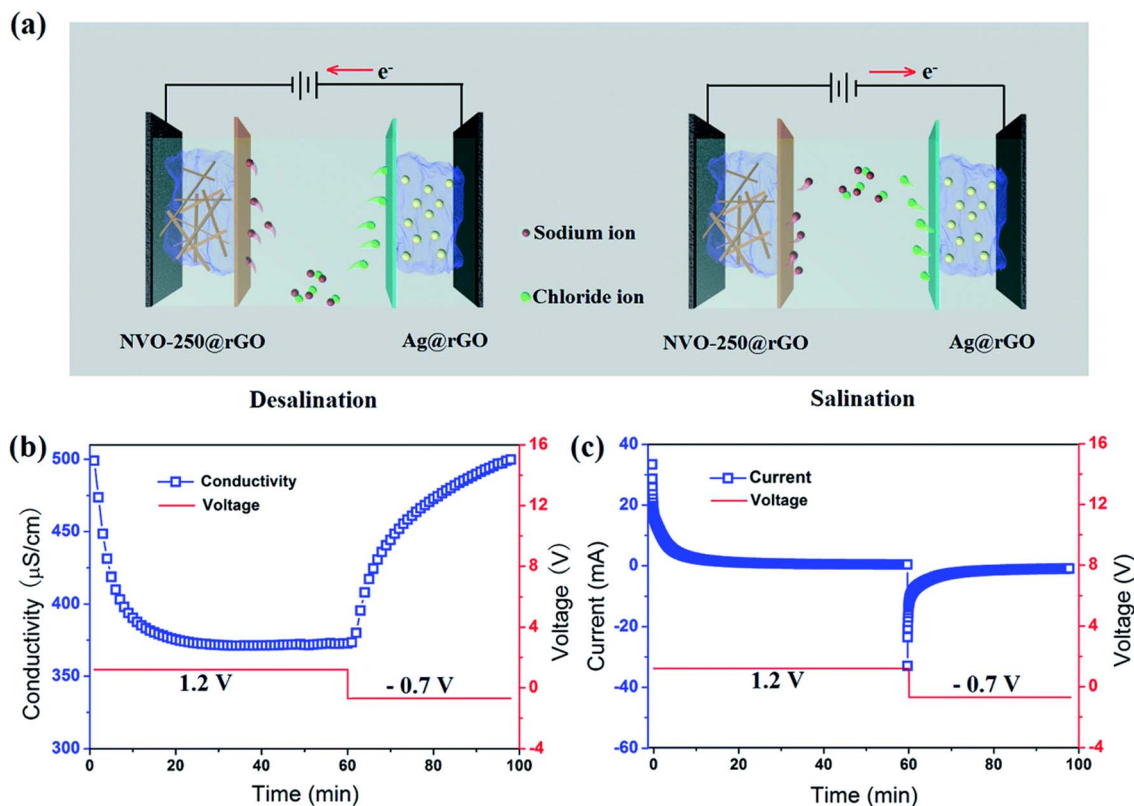 (a)
e-
e-
Sodium ion
Chloride ion
NVO-250@rGO
Ag@rGO
NVO-250@rGO
Ag@rGO
Desalination
Salination
(b)
500
450
400
350
300
Conductivity (μS/cm)
Conductivity
Voltage
1.2 V
- 0.7 V
16
12
8
4
0
-4
Voltage (V)
0
20
40
60
80
100
Time (min)
(c)
40
20
0
-20
-40
-60
Current (mA)
Current
Voltage
1.2 V
- 0.7 V
16
12
8
4
0
-4
Voltage (V)
0
20
40
60
80
100
Time (min)